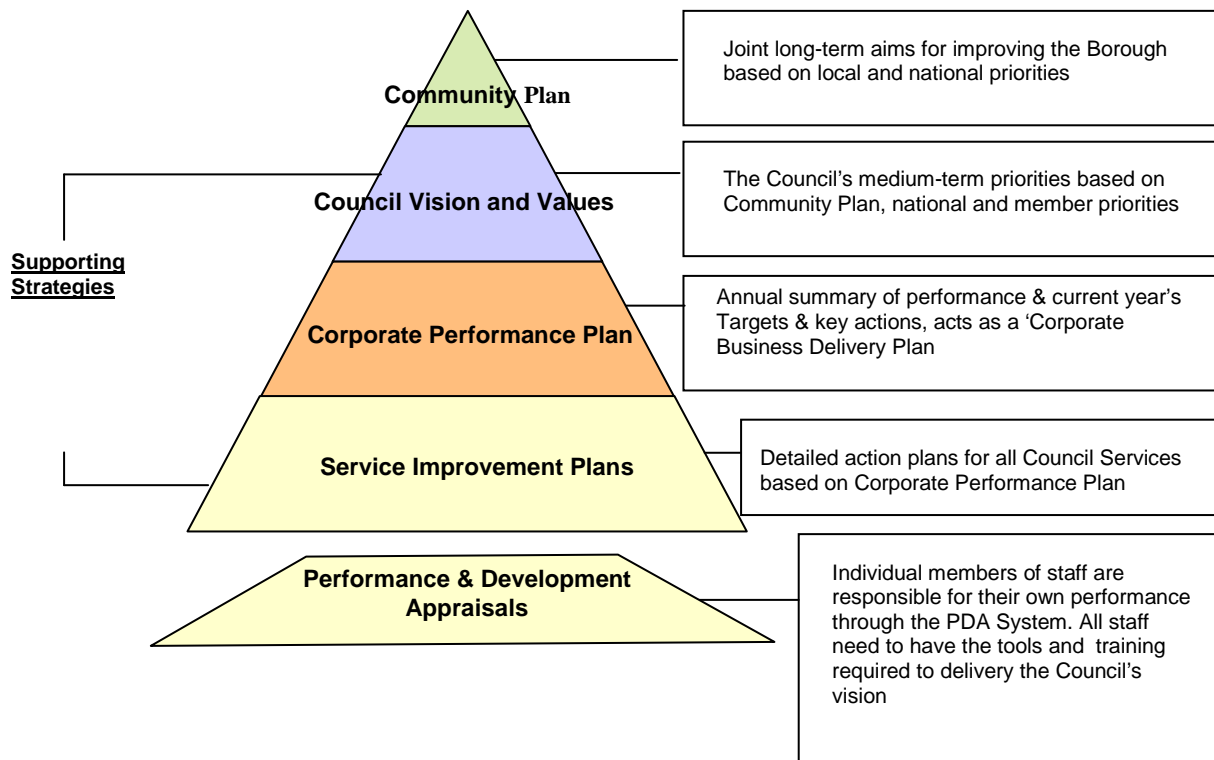 Joint long-term aims for improving the Borough
based on local and national priorities
Community Plan
The Council’s medium-term priorities based on
Community Plan, national and member priorities
Council Vision and Values
Supporting
Strategies
Annual summary of performance & current year’s
Targets & key actions, acts as a ‘Corporate
Business Delivery Plan
Corporate Performance Plan
Service Improvement Plans
Detailed action plans for all Council Services
based on Corporate Performance Plan
Performance & Development
Appraisals
Individual members of staff are
responsible for their own performance
through the PDA System. All staff
need to have the tools and  training
required to delivery the Council’s
vision